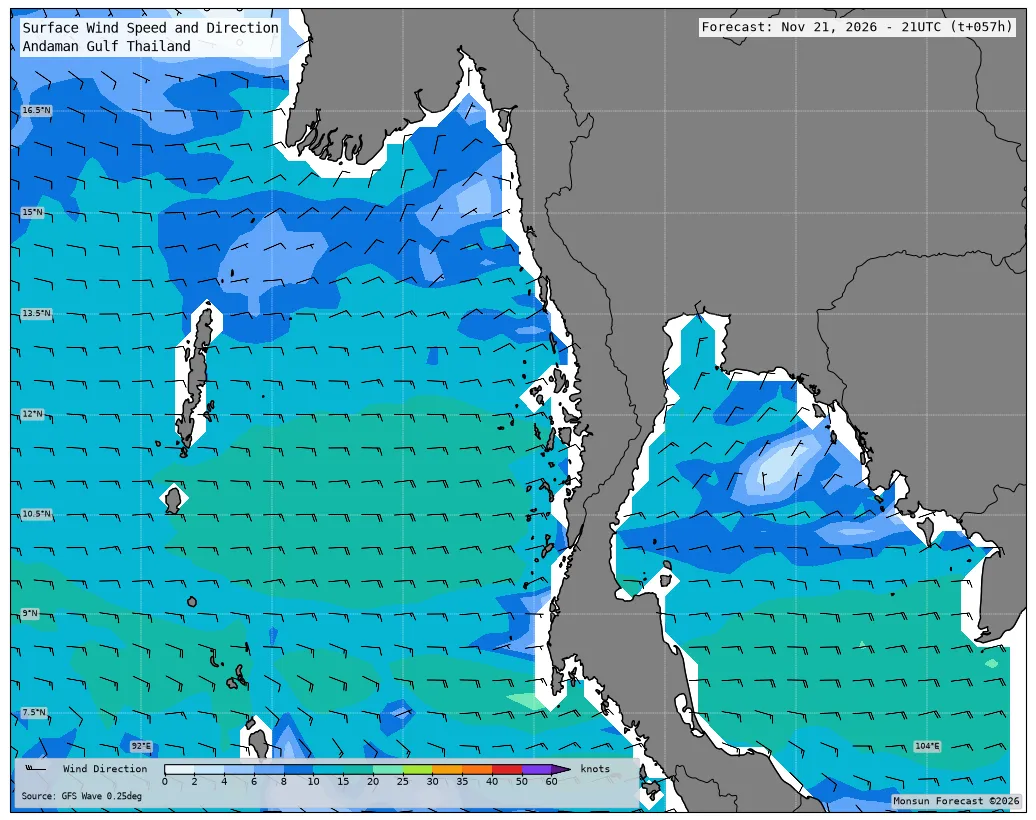 Surface Wind Speed and Direction
Andaman Gulf Thailand
Forecast: Nov 21, 2026 - 21UTC (t+057h)
16.5°N
15°N
13.5°N
12°N
10.5°N
9°N
7.5°N
92°E
104°E
Wind Direction
0 2 4 6 8 10 15 20 25 30 35 40 50 60
knots
Source: GFS Wave 0.25deg
Monsun Forecast ©2026